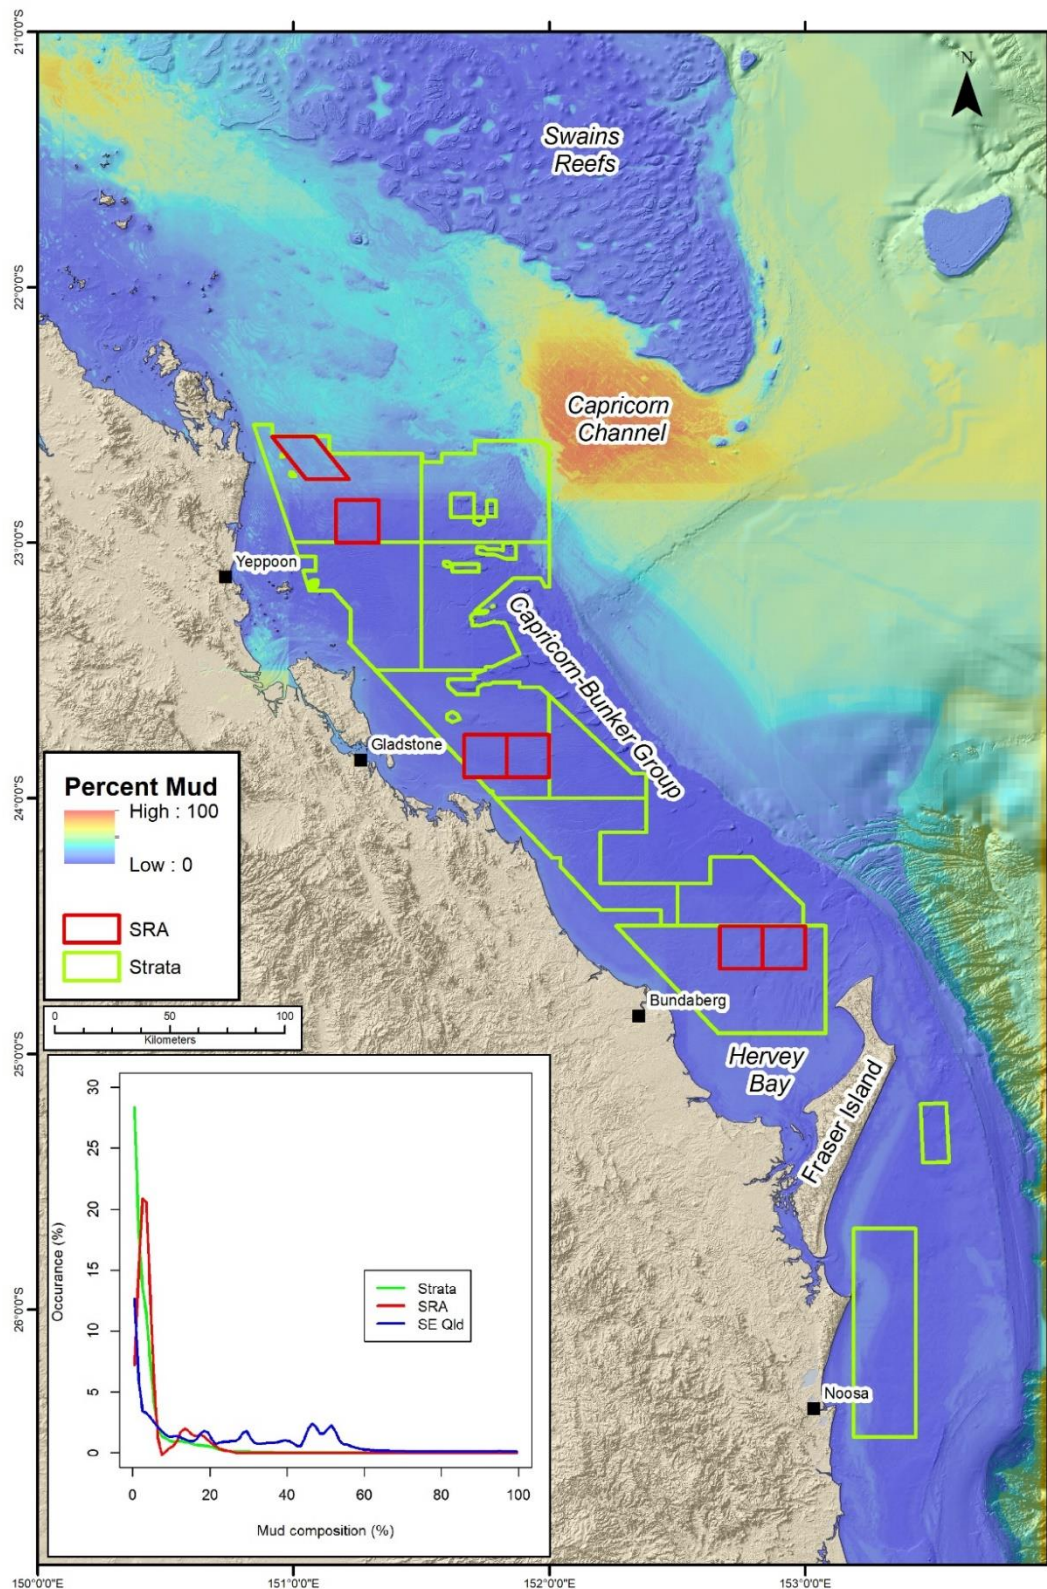 21°0'0"S
N
Swains
Reefs
22°0'0"S
Capricorn
Channel
23°0'0"S
Yeppoon
Capricorn-Bunker Group
Gladstone
24°0'0"S
Percent Mud
High : 100
Low : 0
SRA
Strata
0 50 100
Kilometers
Bundaberg
25°0'0"S
Hervey
Bay
Fraser Island
26°0'0"S
Noosa
30
25
20
15
10
5
0
Occurance (%)
Strata
SRA
SE Qld
0 20 40 60 80 100
Mud composition (%)
150°0'0"E 151°0'0"E 152°0'0"E 153°0'0"E